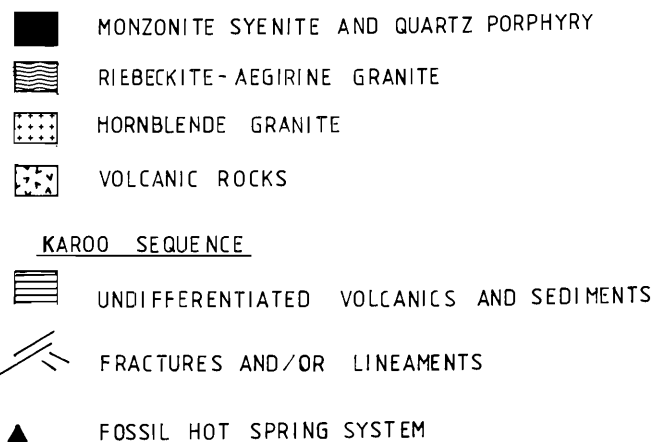 MONZONITE SYENITE AND QUARTZ PORPHYRY
RIEBECKITE-AEGIRINE GRANITE
HORNBLENDE GRANITE
VOLCANIC ROCKS
KAROO SEQUENCE
UNDIFFERENTIATED VOLCANICS AND SEDIMENTS
FRACTURES AND/OR LINEAMENTS
FOSSIL HOT SPRING SYSTEM